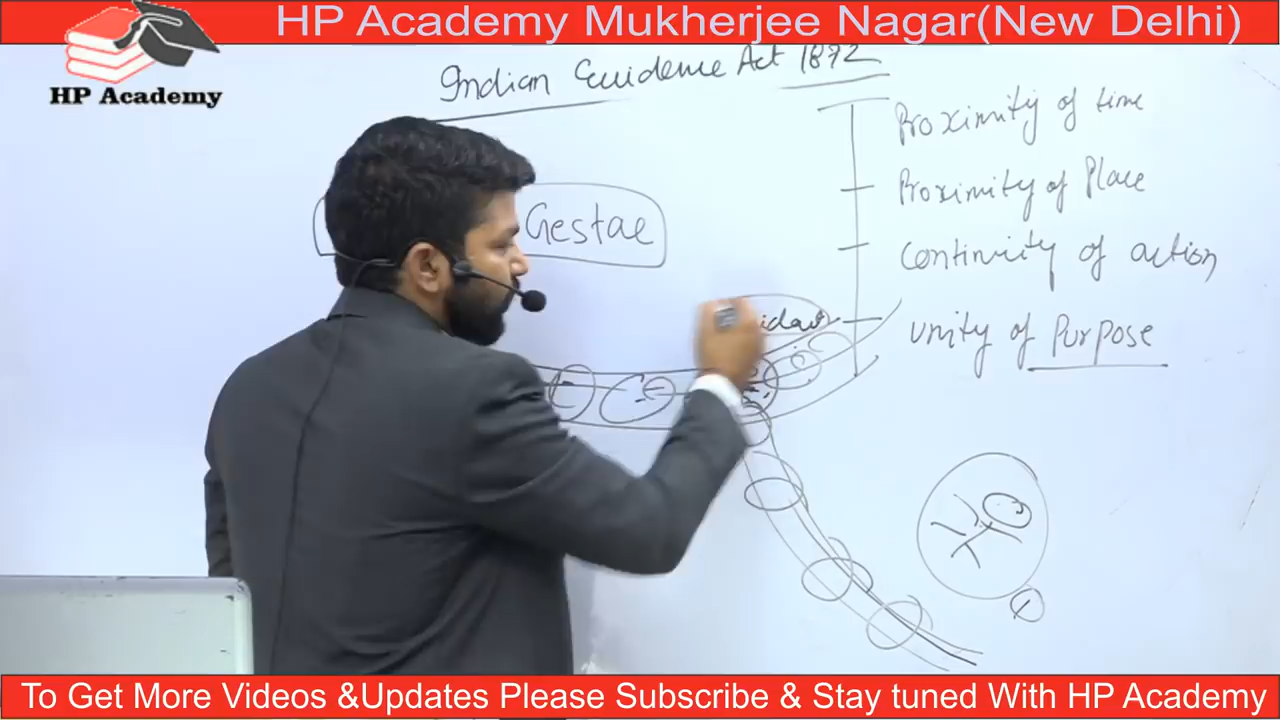 HP Academy Mukherjee Nagar(New Delhi)
HP Academy
Indian Evidence Act 1872
Gestae
Proximity of time
Proximity of Place
Continuity of action
Unity of Purpose
To Get More Videos &Updates Please Subscribe & Stay tuned With HP Academy